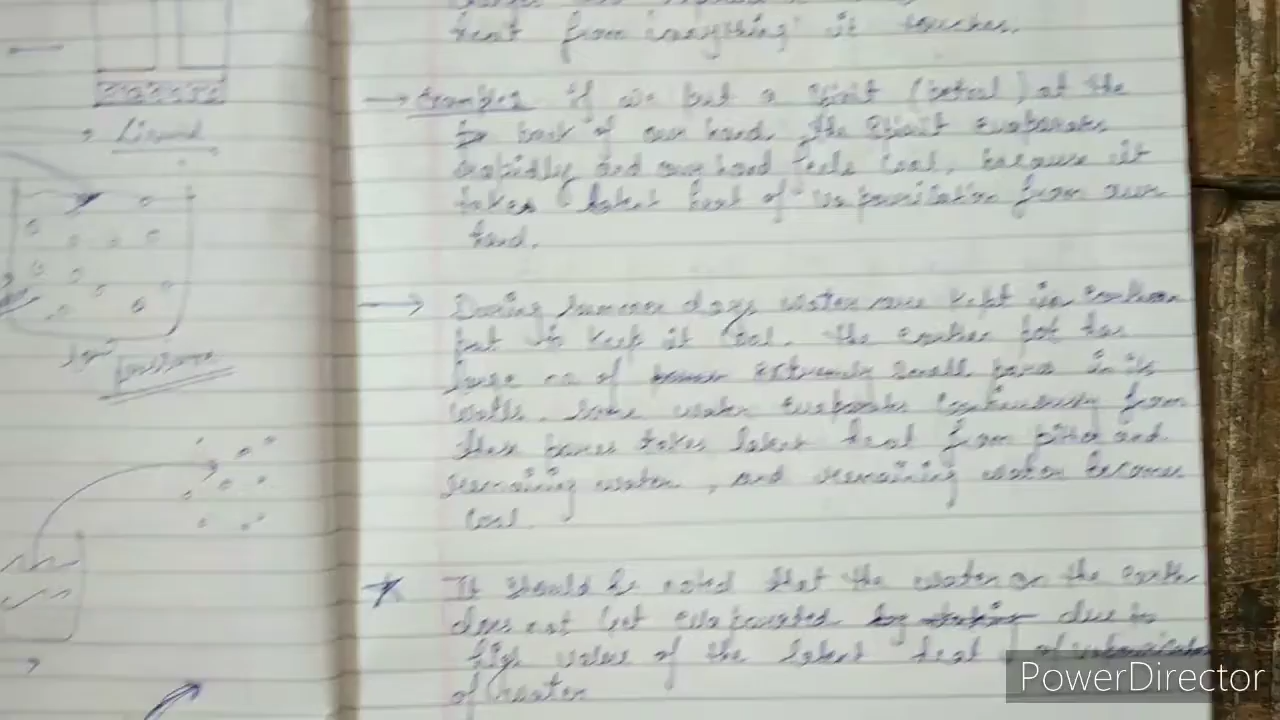 Liquid
pressure
heat from everything it touches.
→ Examples if we put a spirit (petrol) at the
back of our hand. The spirit evaporates
rapidly and our hand feels cool, because it
takes latent heat of vaporisation from our
hand.
→ During summer days water are kept in earthen
pot to keep it cool. The earthen pot has
large no of extremely small pores in its
walls. Some water evaporates continuously from
these pores takes latent heat from pitcher and
remaining water, and remaining water becomes
cool.
It should be noted that the water on the earth
does not get evaporated due to
high value of the latent heat of
of water
PowerDirector